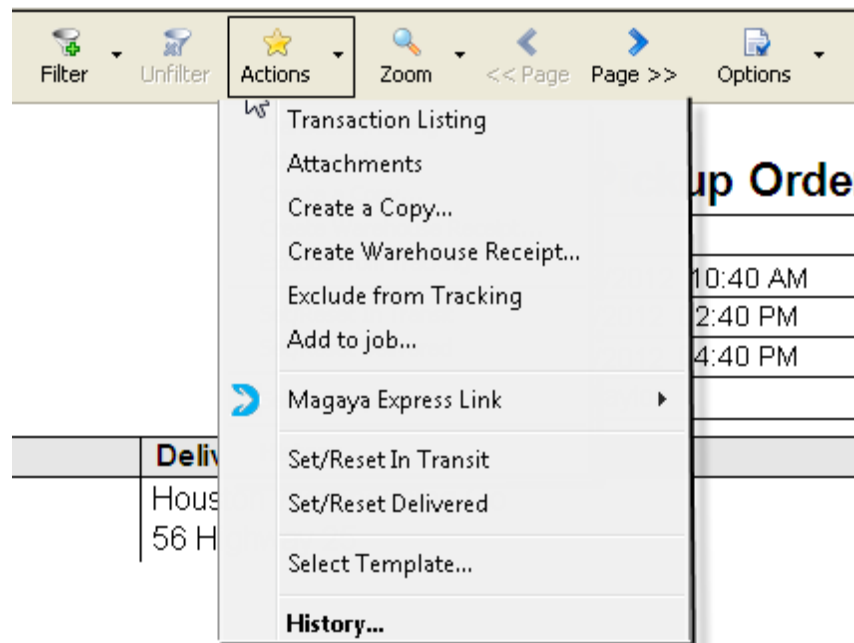 Filter Unfilter Actions Zoom << Page Page >> Options
Transaction Listing
Attachments
up Orde
Create a Copy...
Create Warehouse Receipt...
10:40 AM
Exclude from Tracking
2:40 PM
Add to job...
4:40 PM
Magaya Express Link
Deliv
Set/Reset In Transit
Hous
Set/Reset Delivered
56 H
Select Template...
History...